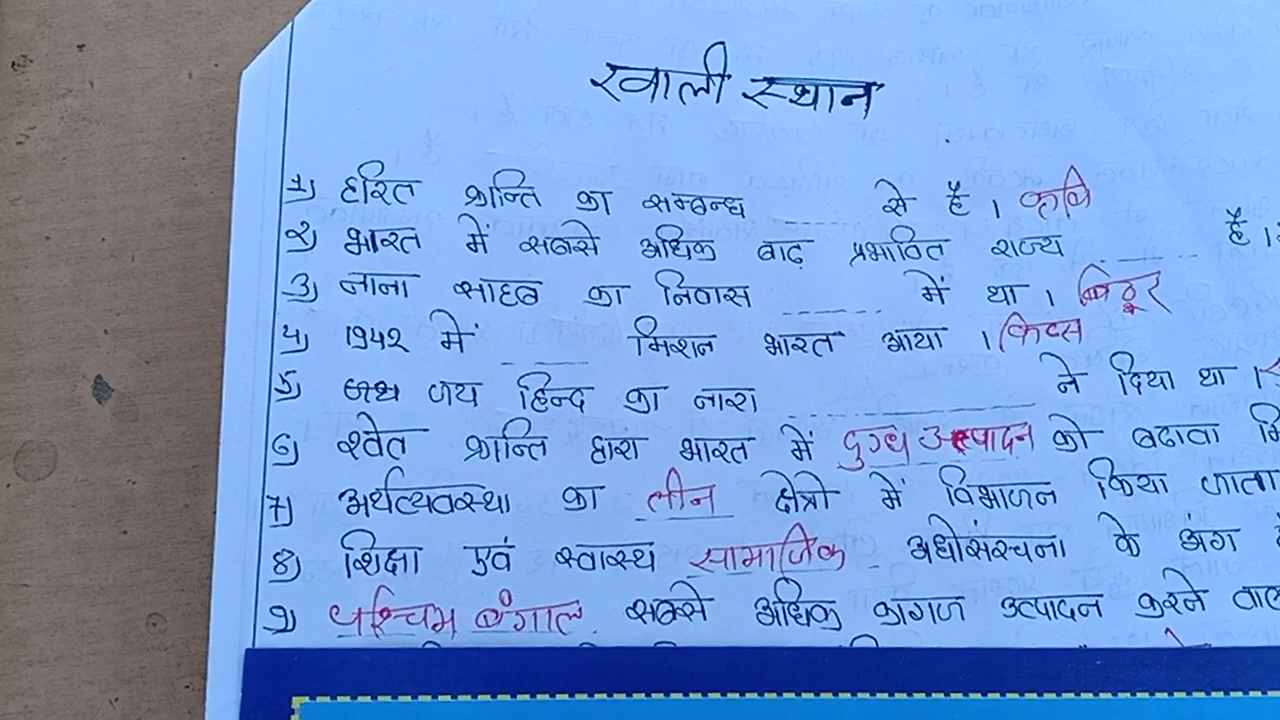 खाली स्थान
1) हरित क्रान्ति का सम्बन्ध ---- से है। कृषि
2) भारत में सबसे अधिक बाढ़ प्रभावित राज्य ---- है।
3) नाना साहब का निवास ---- में था। बिठूर
4) 1942 में ---- मिशन भारत आया। क्रिप्स
5) जय हिन्द का नारा ---- ने दिया था।
6) श्वेत क्रान्ति द्वारा भारत में दुग्ध उत्पादन को बढावा
7) अर्थव्यवस्था का तीन क्षेत्रो में विभाजन किया जाता
8) शिक्षा एवं स्वास्थ सामाजिक अधोसंरचना के अंग
9) पश्चिम बंगाल सबसे अधिक कागज उत्पादन करने